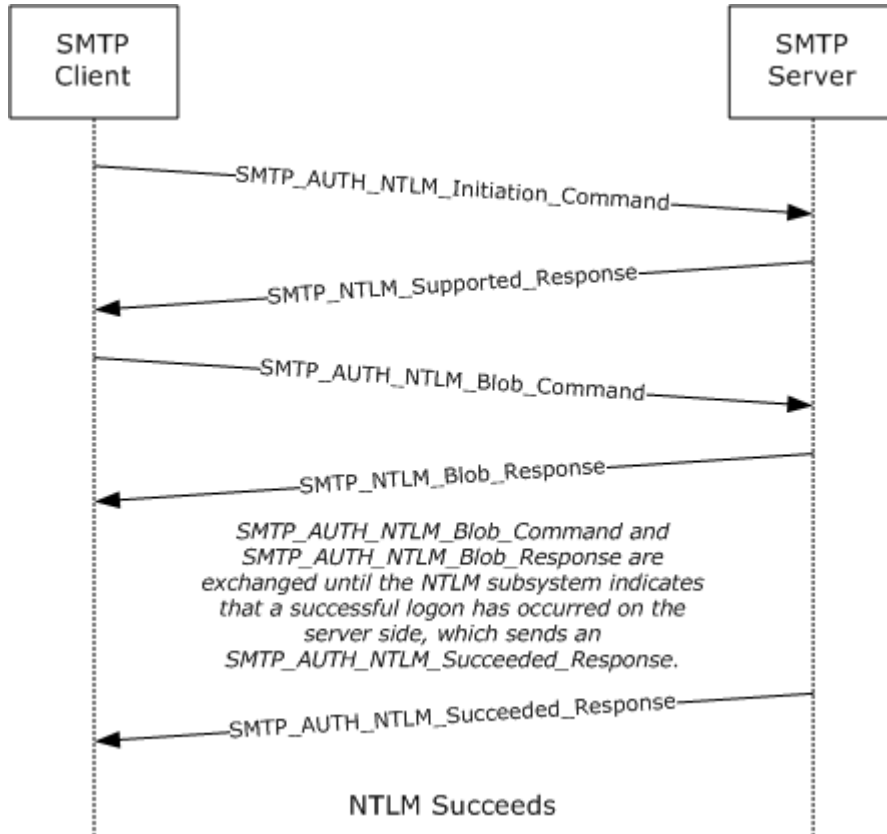 SMTP
Client
SMTP
Server
SMTP_AUTH_NTLM_Initiation_Command
SMTP_NTLM_Supported_Response
SMTP_AUTH_NTLM_Blob_Command
SMTP_NTLM_Blob_Response
SMTP_AUTH_NTLM_Blob_Command and
SMTP_AUTH_NTLM_Blob_Response are
exchanged until the NTLM subsystem indicates
that a successful logon has occurred on the
server side, which sends an
SMTP_AUTH_NTLM_Succeeded_Response.
SMTP_AUTH_NTLM_Succeeded_Response
NTLM Succeeds